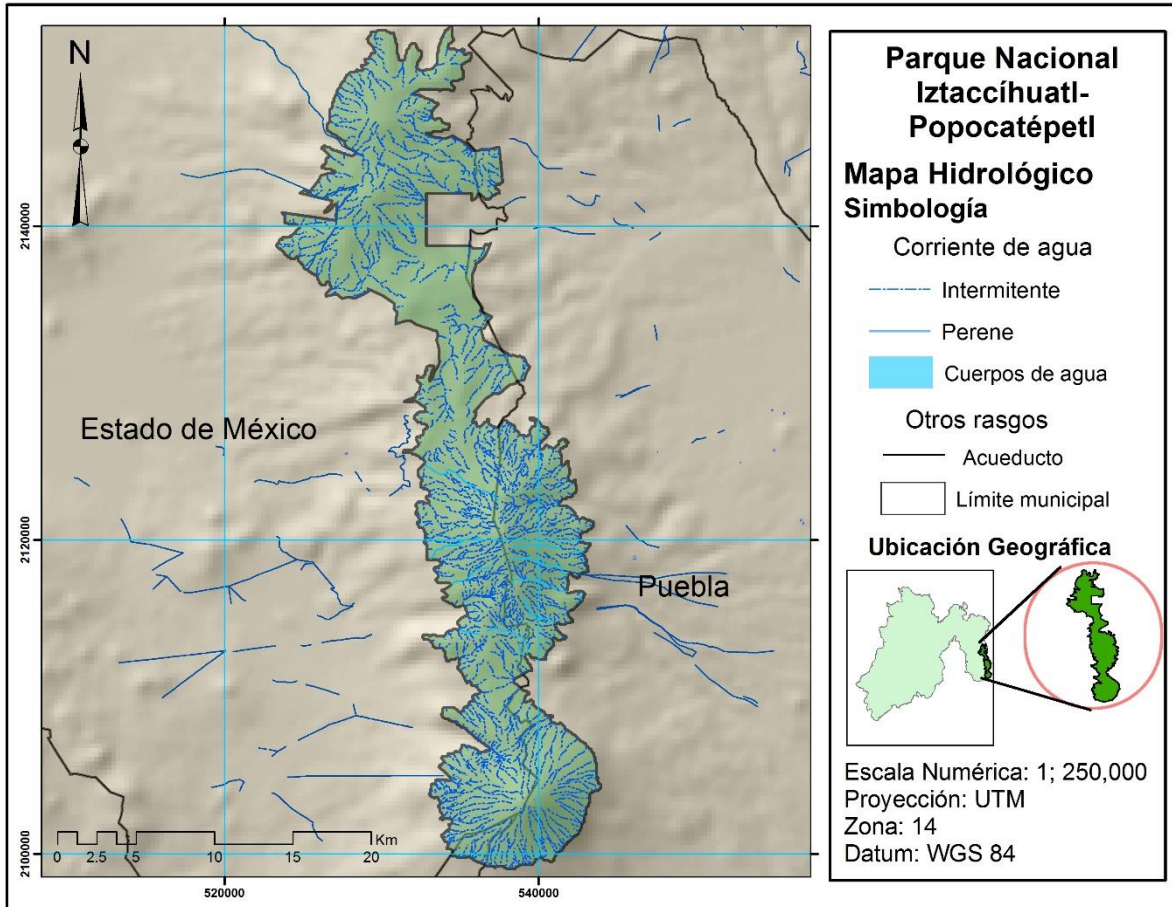 N
Estado de México
Puebla
2140000
2120000
2100000
520000
540000
0 2.5 5 10 15 20
Km
Parque Nacional
Iztaccíhuatl-
Popocatépetl
Mapa Hidrológico
Simbología
Corriente de agua
Intermitente
Perene
Cuerpos de agua
Otros rasgos
Acueducto
Límite municipal
Ubicación Geográfica
Escala Numérica: 1; 250,000
Proyección: UTM
Zona: 14
Datum: WGS 84